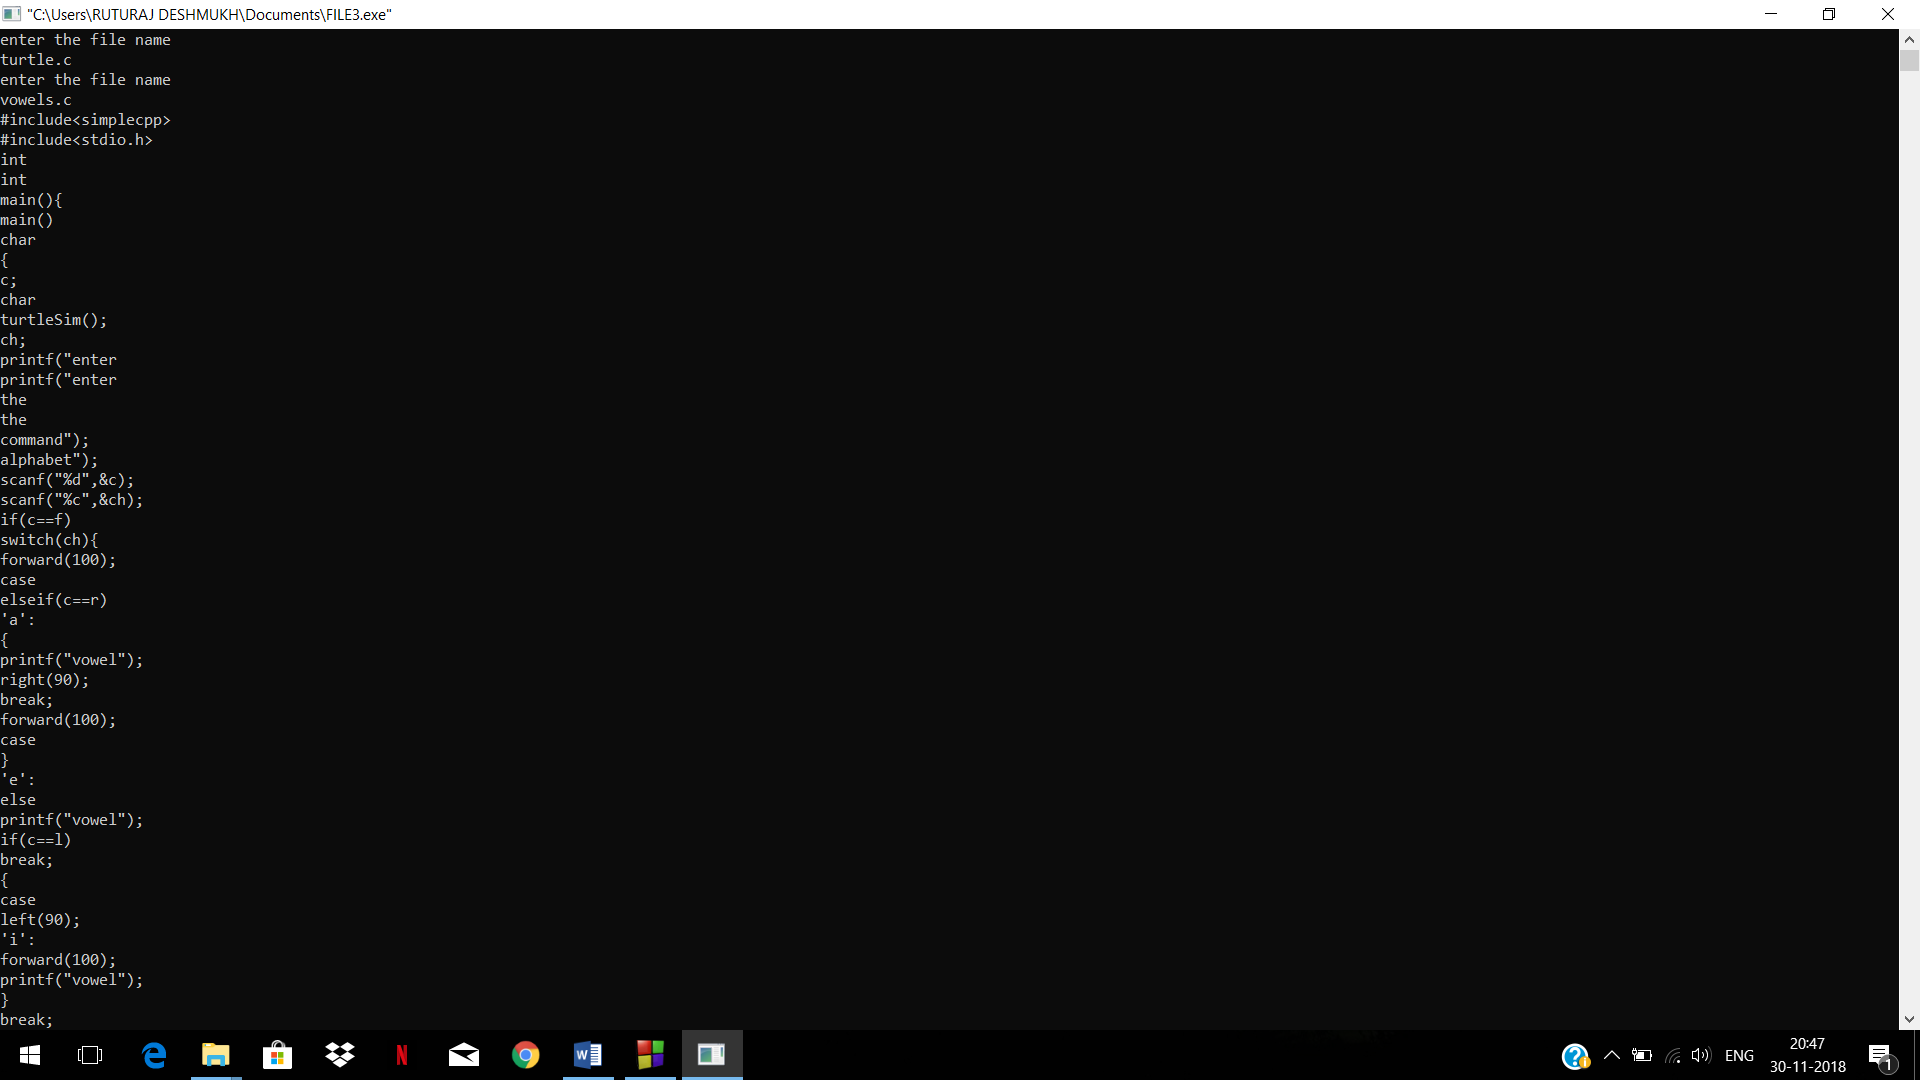 "C:\Users\RUTURAJ DESHMUKH\Documents\FILE3.exe"
enter the file name
turtle.c
enter the file name
vowels.c
#include<simplecpp>
#include<stdio.h>
int
int
main(){
main()
char
{
c;
char
turtleSim();
ch;
printf("enter
printf("enter
the
the
command");
alphabet");
scanf("%d",&c);
scanf("%c",&ch);
if(c==f)
switch(ch){
forward(100);
case
elseif(c==r)
'a':
{
printf("vowel");
right(90);
break;
forward(100);
case
}
'e':
else
printf("vowel");
if(c==l)
break;
{
case
left(90);
'i':
forward(100);
printf("vowel");
}
break;
ENG
20:47
30-11-2018
1